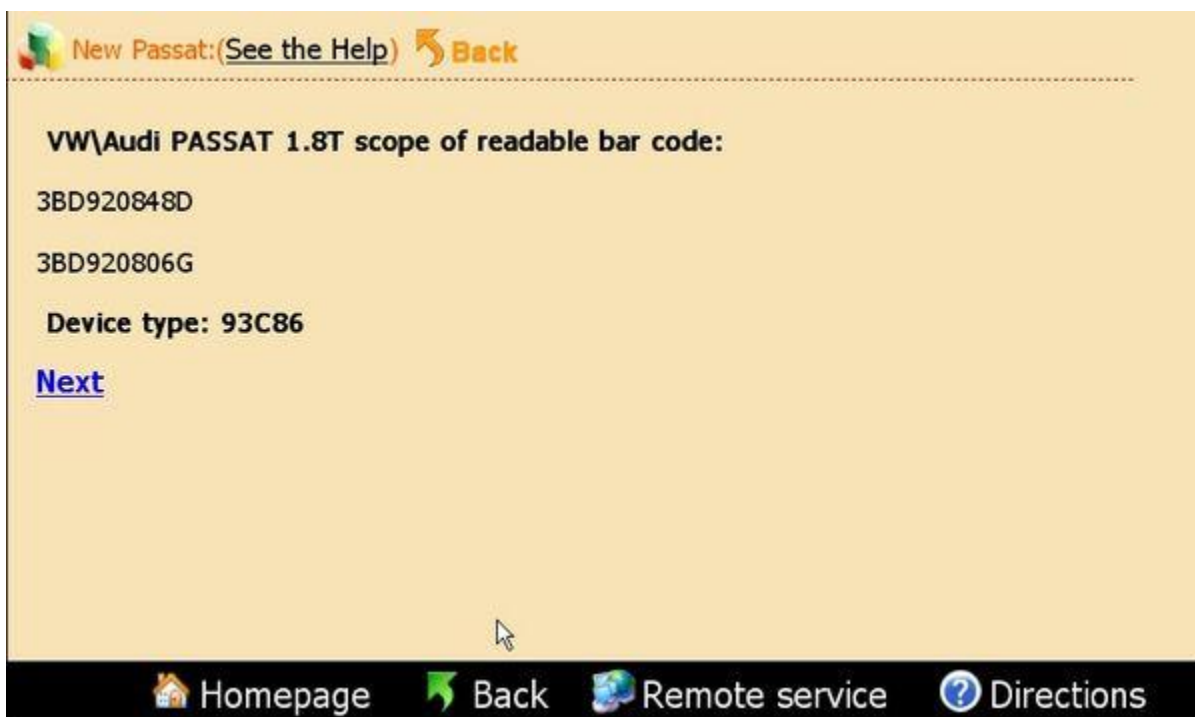 New Passat:(See the Help) Back
VW\Audi PASSAT 1.8T scope of readable bar code:
3BD920848D
3BD920806G
Device type: 93C86
Next
Homepage Back Remote service Directions